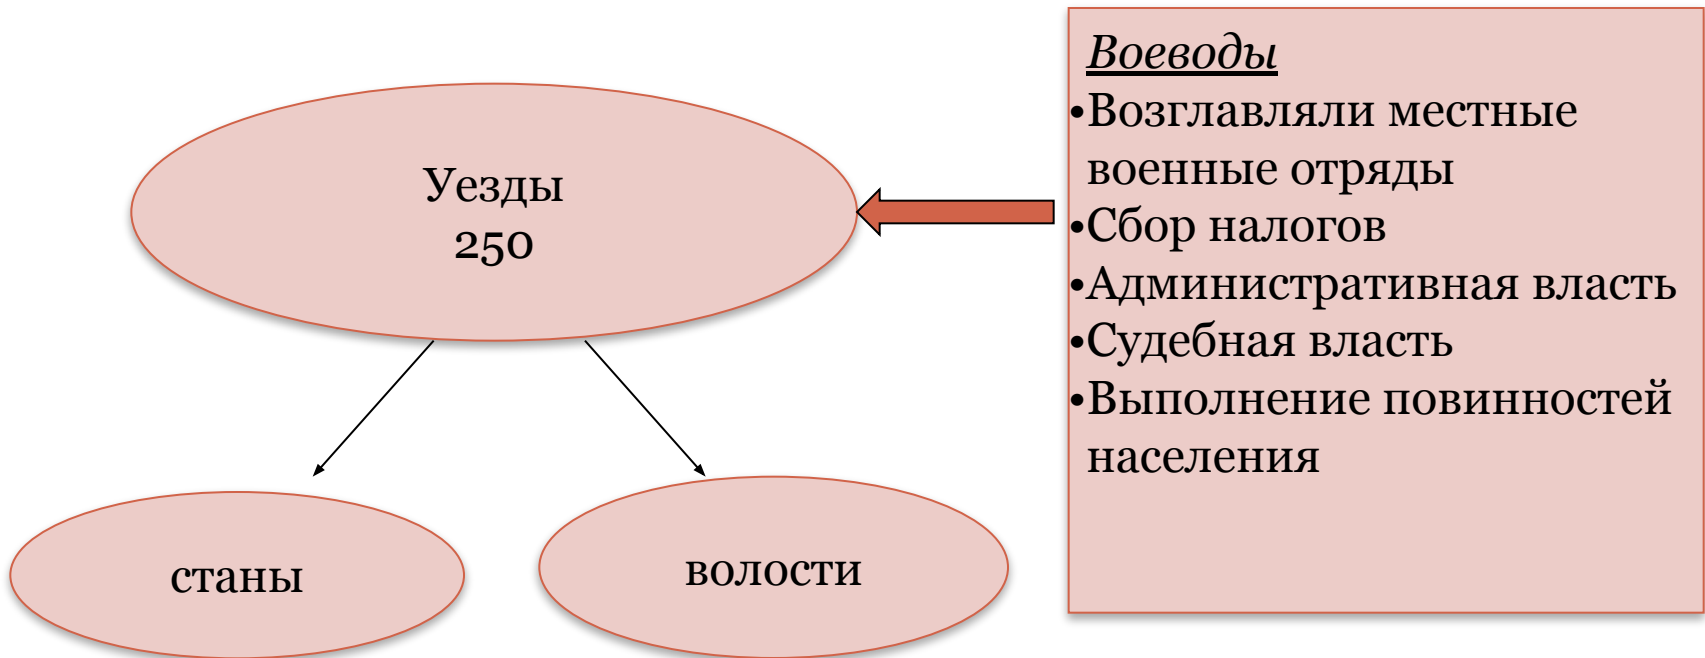 Уезды
250
станы
волости
Воеводы
•Возглавляли местные
военные отряды
•Сбор налогов
•Административная власть
•Судебная власть
•Выполнение повинностей
населения